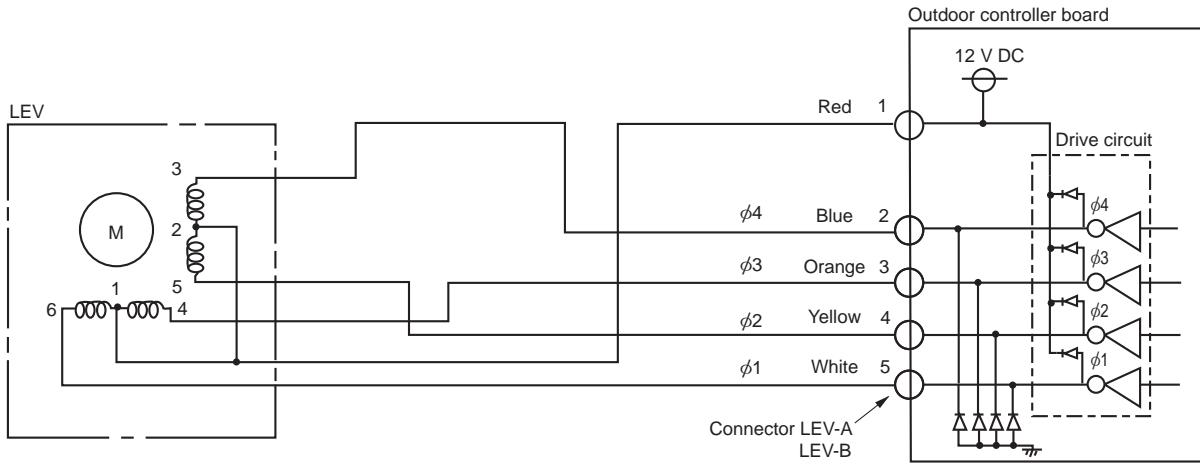 Outdoor controller board
12 V DC
LEV
Red 1
Drive circuit
3
ϕ4 Blue 2 ϕ4
M
2
ϕ3 Orange 3 ϕ3
5
1
6 4
ϕ2 Yellow 4 ϕ2
ϕ1 White 5 ϕ1
Connector LEV-A
LEV-B